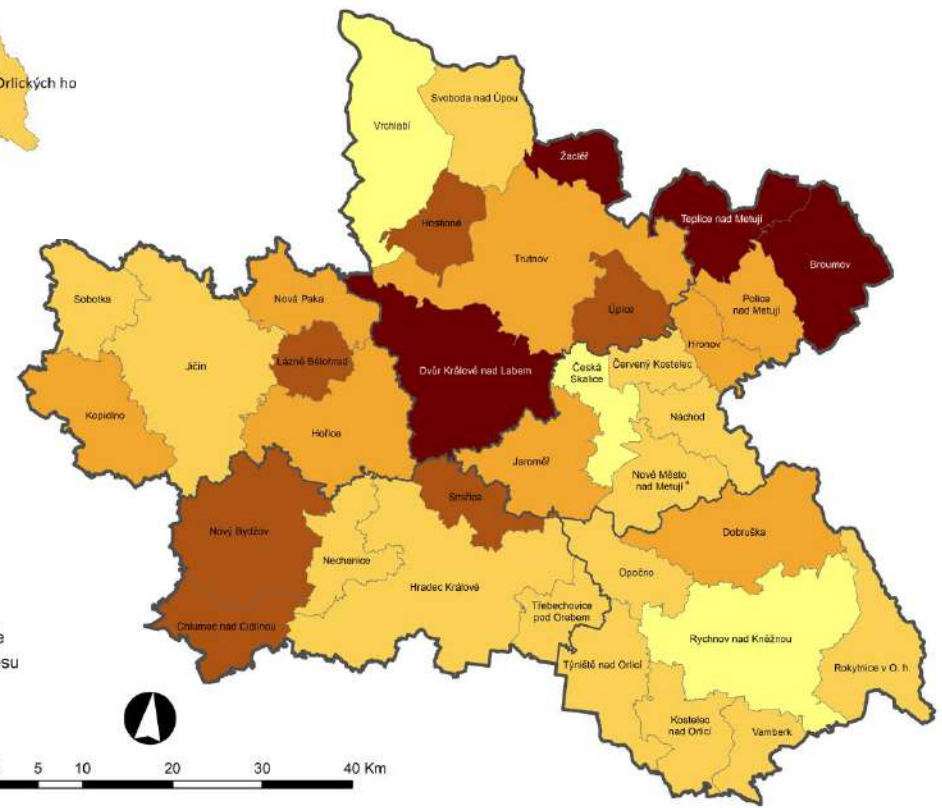 Orlických ho
Svoboda nad Úpou
Vrchlabí
Žacléř
Teplice nad Metují
Broumov
Hostinné
Trutnov
Police
nad Metují
Nová Paka
Úpice
Sobotka
Hronov
Lázně Bělohrad
Česká
Skalice
Červený Kostelec
Jičín
Dvůr Králové nad Labem
Kopidlno
Náchod
Hořice
Jaroměř
Nové Město
nad Metují
Smiřice
Nový Bydžov
Dobruška
Nechanice
Opočno
Hradec Králové
Třebechovice
pod Orebem
Chlumec nad Cidlinou
Rychnov nad Kněžnou
Týniště nad Orlicí
Rokytnice v O. h.
Kostelec
nad Orlicí
Vamberk
e
esu
5 10 20 30 40 Km